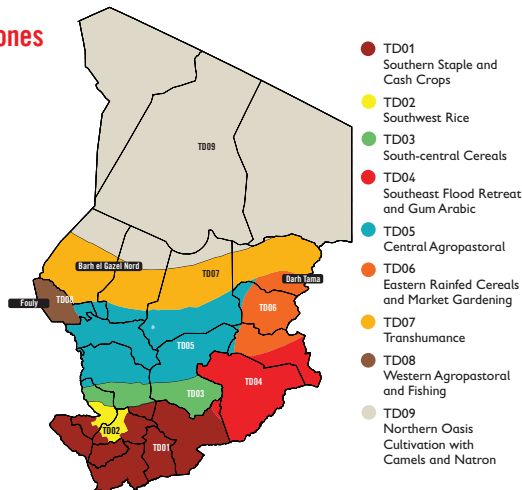 ones
TD01
Southern Staple and
Cash Crops
TD02
Southwest Rice
TD03
South-central Cereals
TD04
Southeast Flood Retreat
and Gum Arabic
TD05
Central Agropastoral
TD06
Eastern Rainfed Cereals
and Market Gardening
TD07
Transhumance
TD08
Western Agropastoral
and Fishing
TD09
Northern Oasis
Cultivation with
Camels and Natron
TD09
Barh el Gazel Nord
TD07
Darh Tama
Fouly
TD08
TD06
TD05
TD04
TD03
TD02
TD01